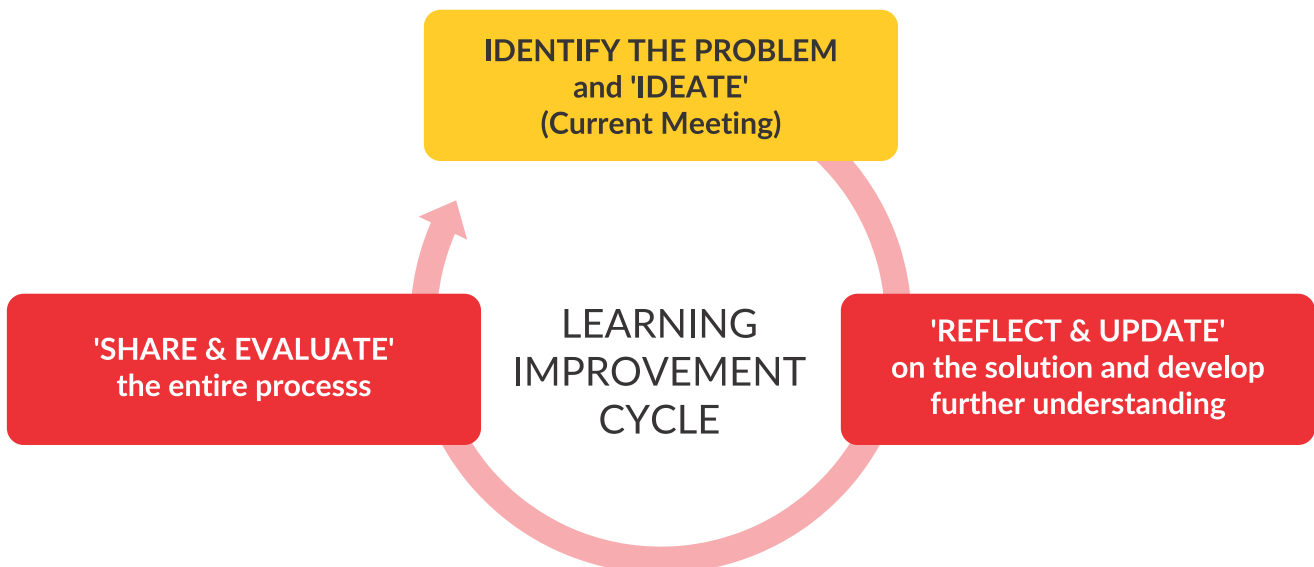 IDENTIFY THE PROBLEM
and 'IDEATE'
(Current Meeting)
'SHARE & EVALUATE'
the entire processs
LEARNING
IMPROVEMENT
CYCLE
'REFLECT & UPDATE'
on the solution and develop
further understanding